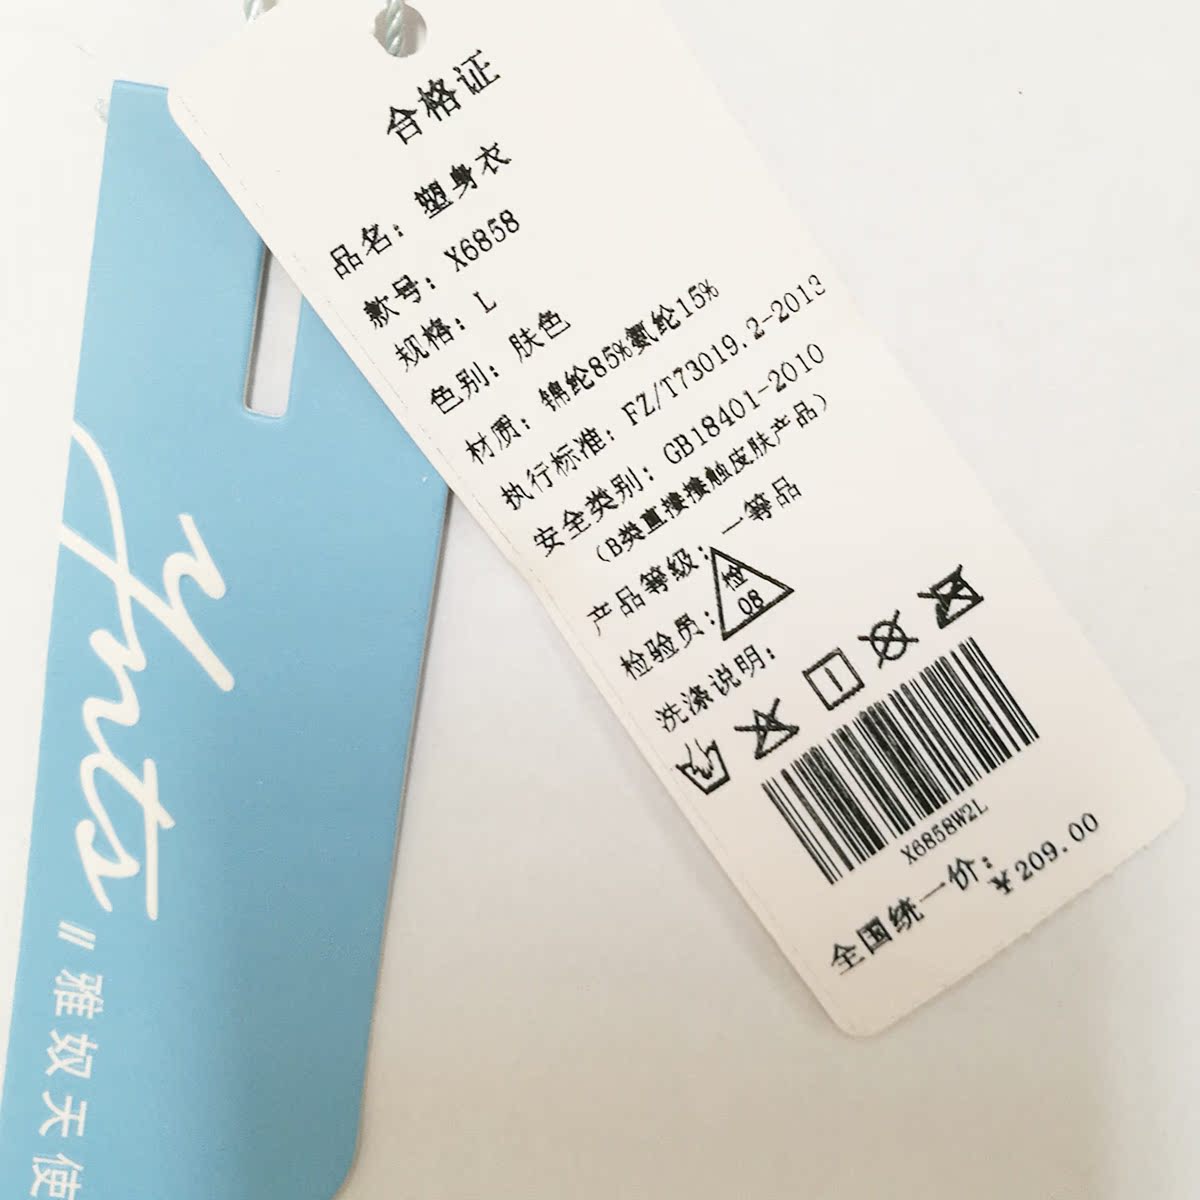 合格证
品名：塑身衣
款号：X6858
规格：L
色别：肤色
材质：锦纶85%氨纶15%
执行标准：FZ/T73019.2-2013
安全类别：GB18401-2010
（B类直接接触皮肤产品）
产品等级：一等品
检验员：检08
洗涤说明：
X6858W2L
全国统一价：¥209.00
Ynts
雅奴天使